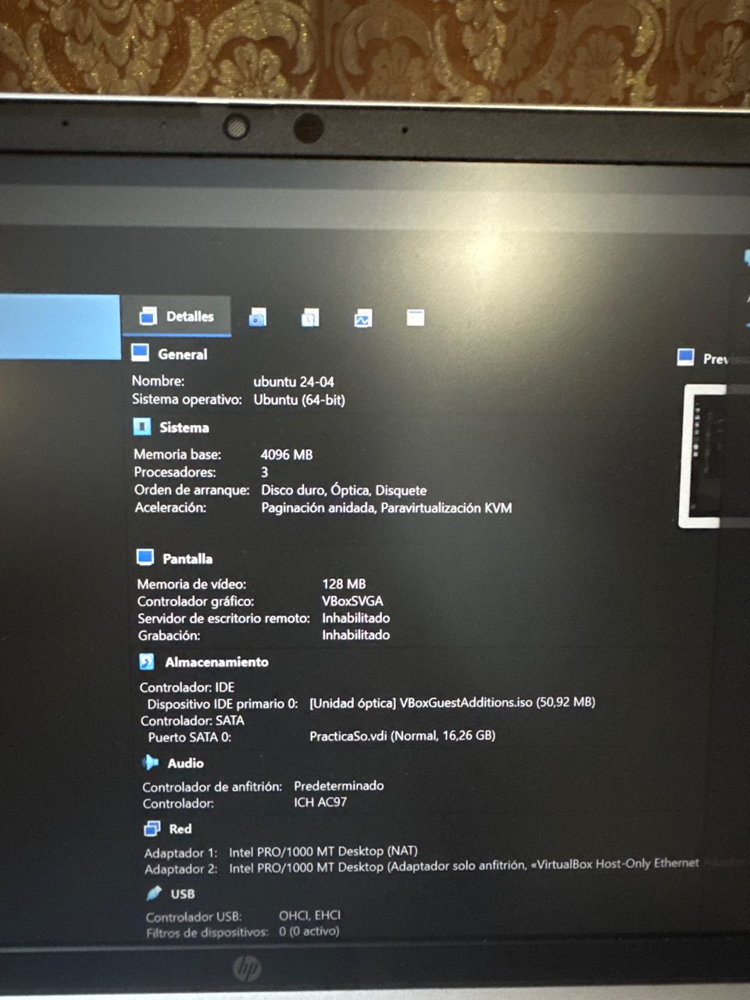 Detalles
General
Nombre: ubuntu 24-04
Sistema operativo: Ubuntu (64-bit)
Sistema
Memoria base: 4096 MB
Procesadores: 3
Orden de arranque: Disco duro, Óptica, Disquete
Aceleración: Paginación anidada, Paravirtualización KVM
Pantalla
Memoria de vídeo: 128 MB
Controlador gráfico: VBoxSVGA
Servidor de escritorio remoto: Inhabilitado
Grabación: Inhabilitado
Almacenamiento
Controlador: IDE
Dispositivo IDE primario 0: [Unidad óptica] VBoxGuestAdditions.iso (50,92 MB)
Controlador: SATA
Puerto SATA 0: PracticaSo.vdi (Normal, 16,26 GB)
Audio
Controlador de anfitrión: Predeterminado
Controlador: ICH AC97
Red
Adaptador 1: Intel PRO/1000 MT Desktop (NAT)
Adaptador 2: Intel PRO/1000 MT Desktop (Adaptador solo anfitrión, «VirtualBox Host-Only Ethernet
USB
Controlador USB: OHCI, EHCI
Filtros de dispositivos: 0 (0 activo)
hp